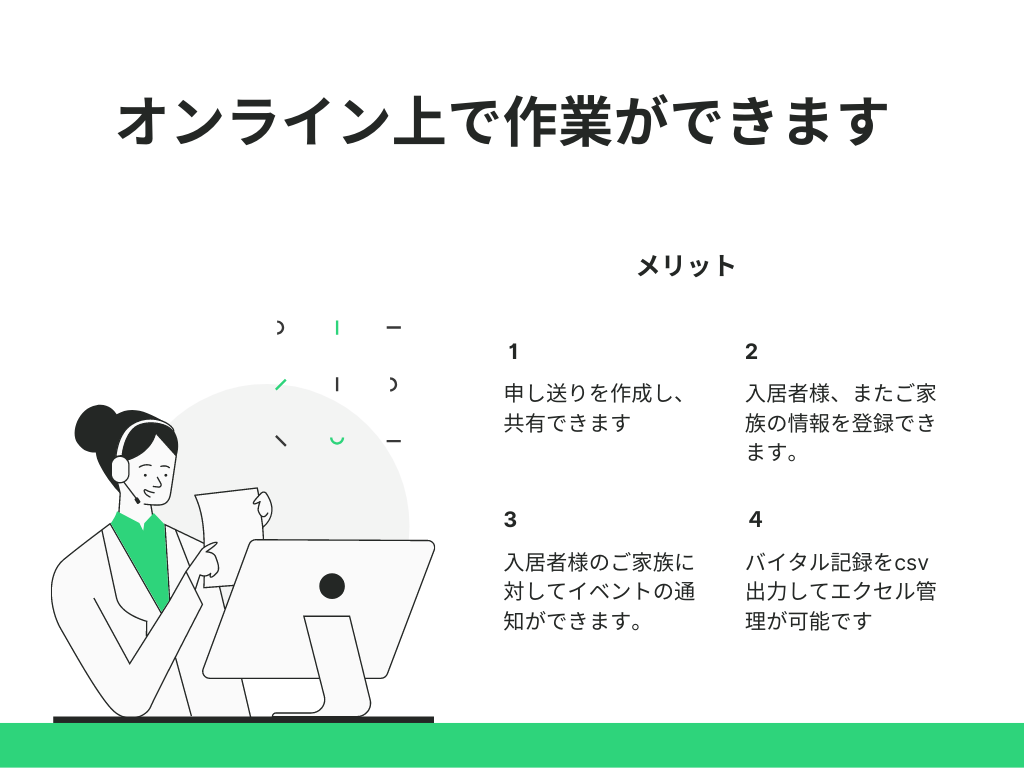 オンライン上で作業ができます
メリット
1
申し送りを作成し、
共有できます
2
入居者様、またご家
族の情報を登録でき
ます。
3
入居者様のご家族に
対してイベントの通
知ができます。
4
バイタル記録をcsv
出力してエクセル管
理が可能です